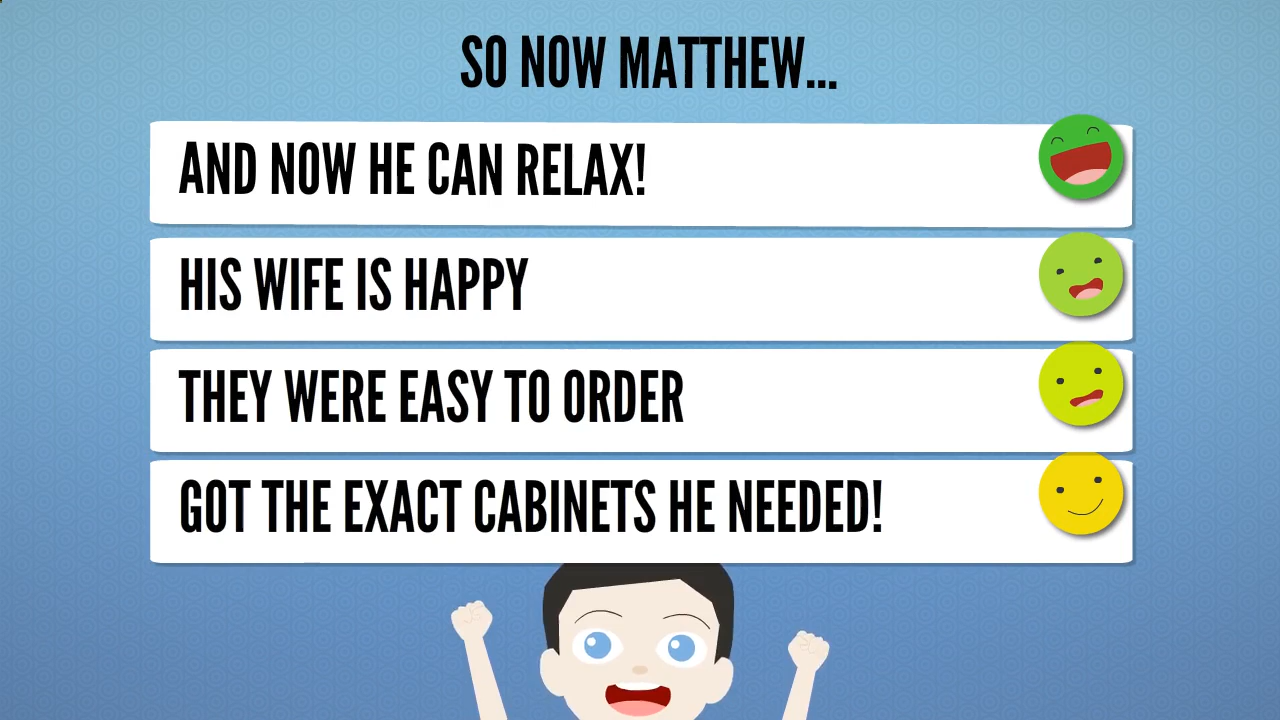 SO NOW MATTHEW...
AND NOW HE CAN RELAX!
HIS WIFE IS HAPPY
THEY WERE EASY TO ORDER
GOT THE EXACT CABINETS HE NEEDED!